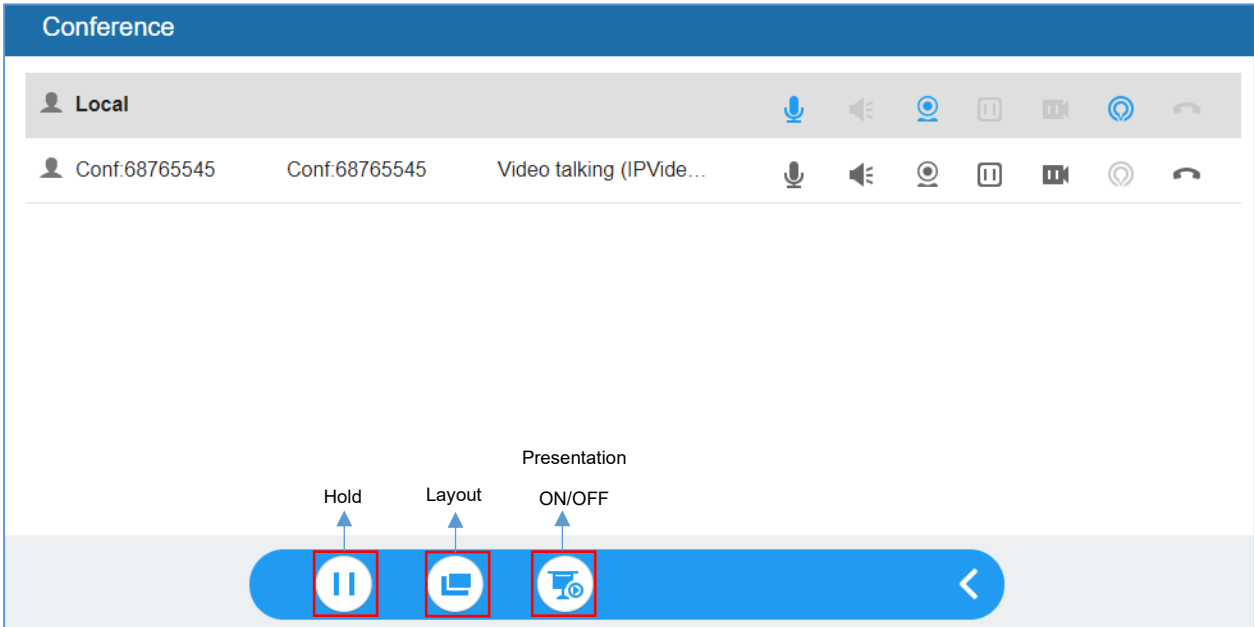 Conference
Local
Conf:68765545 Conf:68765545 Video talking (IPVide...
Presentation
Hold Layout ON/OFF